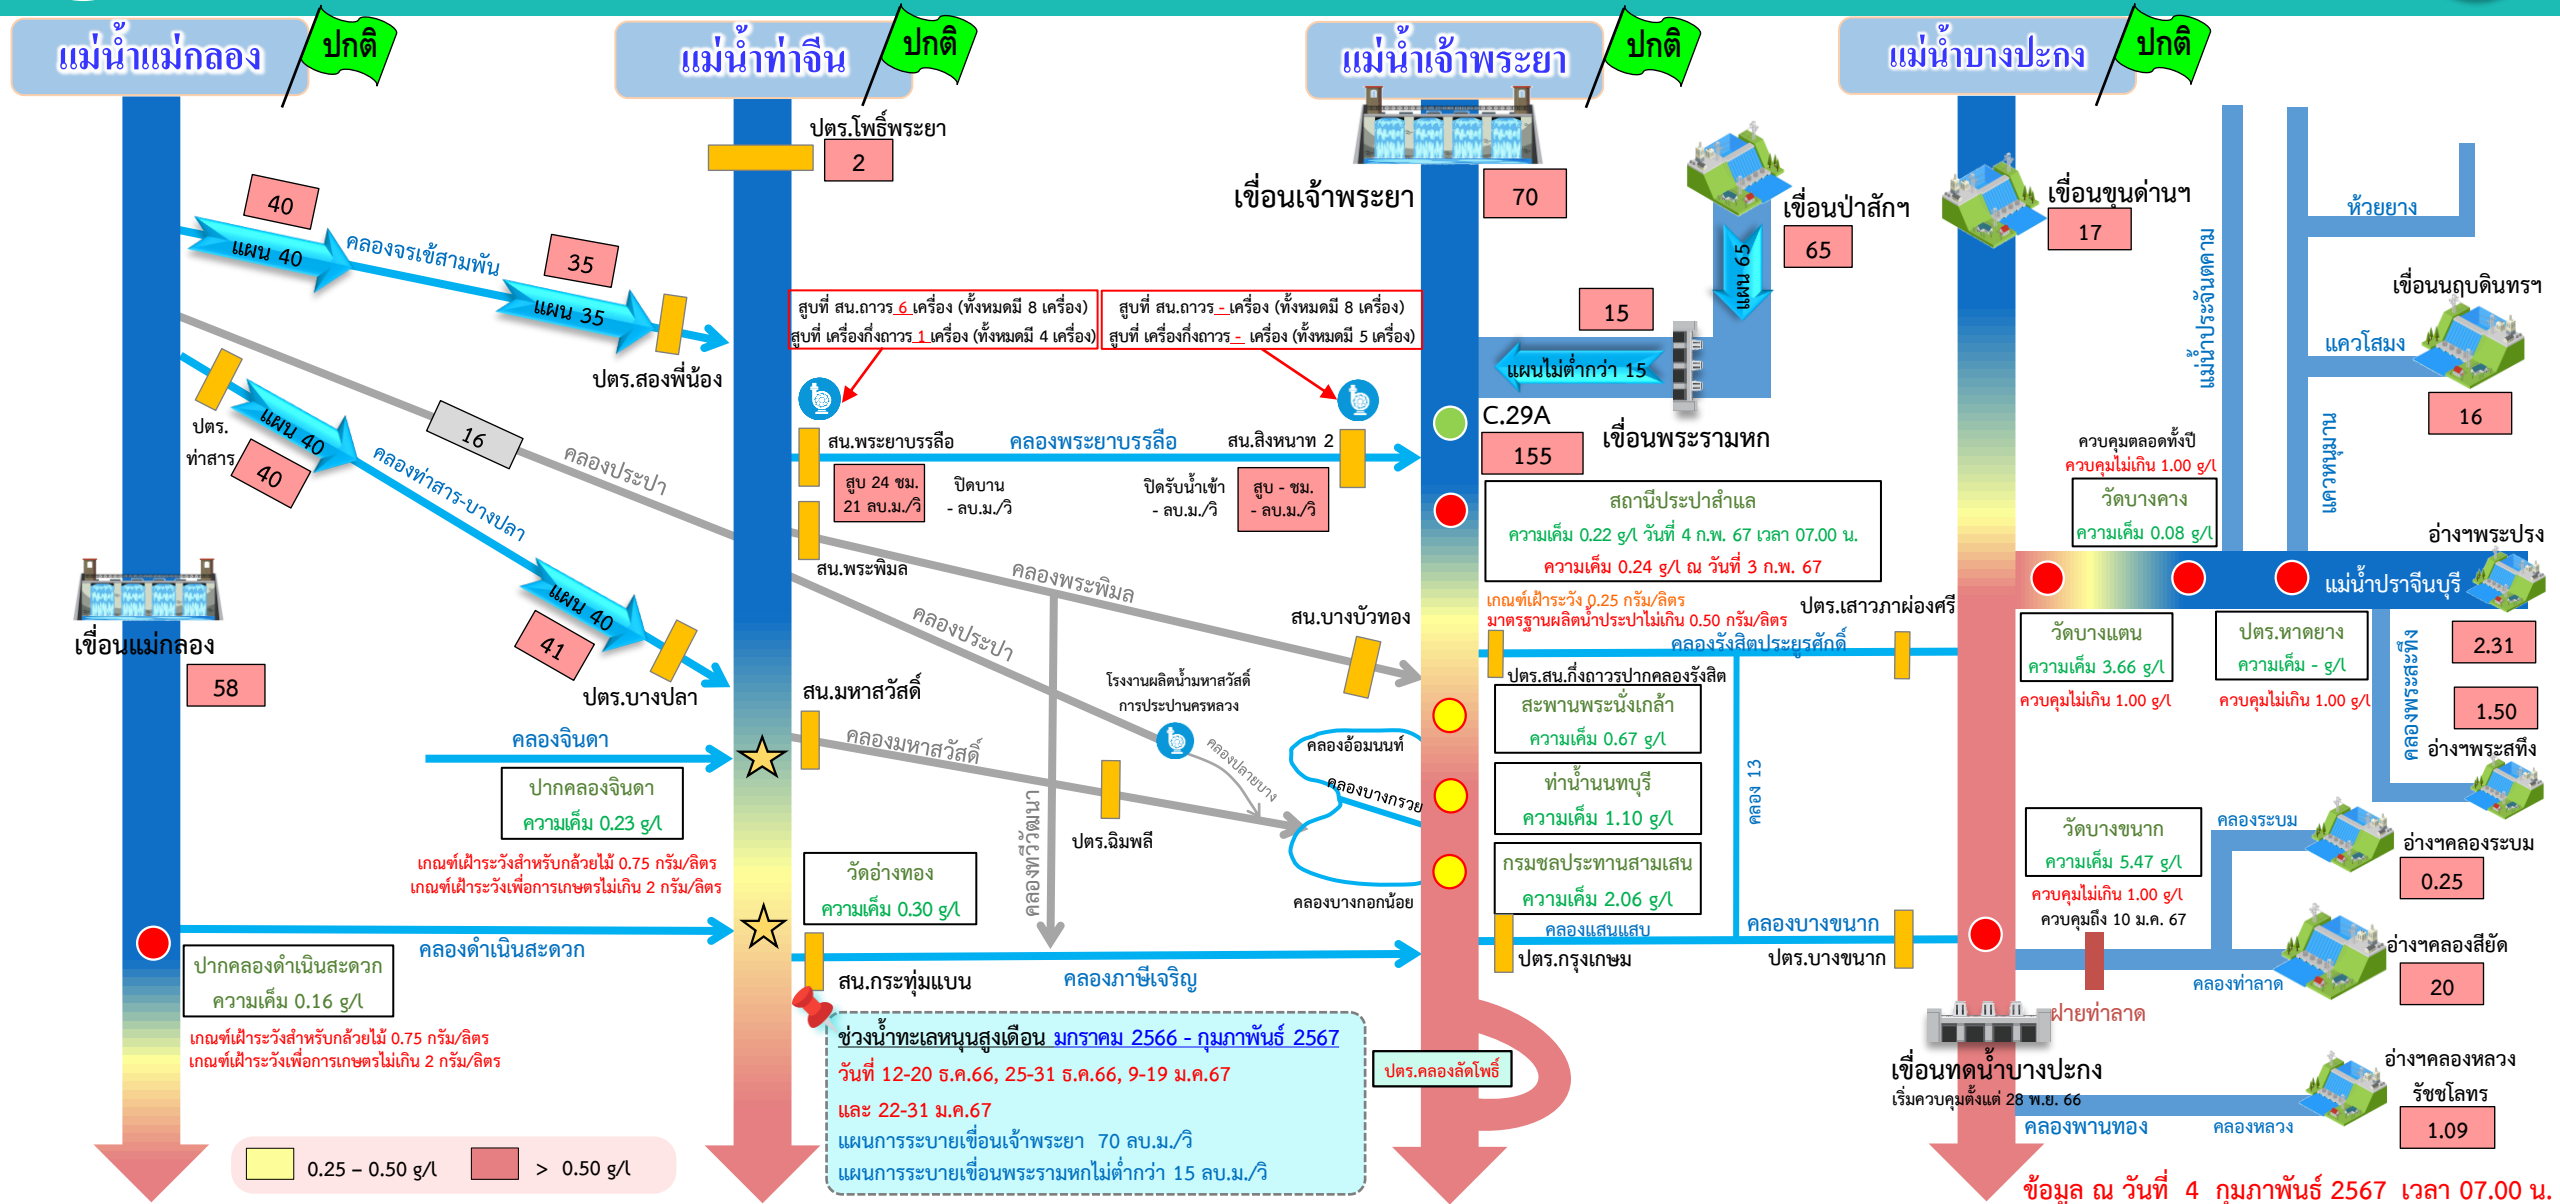 แม่น้ำแม่กลอง
ปกติ
แม่น้ำท่าจีน
ปกติ
แม่น้ำเจ้าพระยา
ปกติ
แม่น้ำบางปะกง
ปกติ
ปตร.โพธิ์พระยา
2
40
แผน 40
คลองจรเข้สามพัน
35
แผน 35
ปตร.สองพี่น้อง
ปตร.
ท่าสาร
แผน 40
40
16
คลองประปา
คลองท่าสาร-บางปลา
แผน 40
41
ปตร.บางปลา
เขื่อนแม่กลอง
58
คลองจินดา
ปากคลองจินดา
ความเค็ม 0.23 g/l
เกณฑ์เฝ้าระวังสำหรับกล้วยไม้ 0.75 กรัม/ลิตร
เกณฑ์เฝ้าระวังเพื่อการเกษตรไม่เกิน 2 กรัม/ลิตร
คลองดำเนินสะดวก
ปากคลองดำเนินสะดวก
ความเค็ม 0.16 g/l
เกณฑ์เฝ้าระวังสำหรับกล้วยไม้ 0.75 กรัม/ลิตร
เกณฑ์เฝ้าระวังเพื่อการเกษตรไม่เกิน 2 กรัม/ลิตร
0.25 – 0.50 g/l
> 0.50 g/l
สูบที่ สน.ถาวร 6 เครื่อง (ทั้งหมดมี 8 เครื่อง)
สูบที่ เครื่องกึ่งถาวร 1 เครื่อง (ทั้งหมดมี 4 เครื่อง)
สูบที่ สน.ถาวร - เครื่อง (ทั้งหมดมี 8 เครื่อง)
สูบที่ เครื่องกึ่งถาวร - เครื่อง (ทั้งหมดมี 5 เครื่อง)
สน.พระยาบรรลือ
คลองพระยาบรรลือ
สน.สิงหนาท 2
สูบ 24 ชม.
21 ลบ.ม./วิ
ปิดบาน
- ลบ.ม./วิ
ปิดรับน้ำเข้า
- ลบ.ม./วิ
สูบ - ชม.
- ลบ.ม./วิ
สน.พระพิมล
คลองพระพิมล
คลองประปา
สน.บางบัวทอง
สน.มหาสวัสดิ์
โรงงานผลิตน้ำมหาสวัสดิ์
การประปานครหลวง
คลองมหาสวัสดิ์
คลองปลายบาง
ปตร.ฉิมพลี
คลองทวีวัฒนา
คลองอ้อมนนท์
คลองบางกรวย
คลองบางกอกน้อย
วัดอ่างทอง
ความเค็ม 0.30 g/l
สน.กระทุ่มแบน
คลองภาษีเจริญ
ช่วงน้ำทะเลหนุนสูงเดือน มกราคม 2566 - กุมภาพันธ์ 2567
วันที่ 12-20 ธ.ค.66, 25-31 ธ.ค.66, 9-19 ม.ค.67
และ 22-31 ม.ค.67
แผนการระบายเขื่อนเจ้าพระยา 70 ลบ.ม./วิ
แผนการระบายเขื่อนพระรามหกไม่ต่ำกว่า 15 ลบ.ม./วิ
เขื่อนเจ้าพระยา
70
เขื่อนป่าสักฯ
65
แผน 65
15
แผนไม่ต่ำกว่า 15
เขื่อนพระรามหก
C.29A
155
สถานีประปาสำแล
ความเค็ม 0.22 g/l วันที่ 4 ก.พ. 67 เวลา 07.00 น.
ความเค็ม 0.24 g/l ณ วันที่ 3 ก.พ. 67
เกณฑ์เฝ้าระวัง 0.25 กรัม/ลิตร
มาตรฐานผลิตน้ำประปาไม่เกิน 0.50 กรัม/ลิตร
ปตร.เสาวภาผ่องศรี
คลองรังสิตประยูรศักดิ์
ปตร.สน.กึ่งถาวรปากคลองรังสิต
สะพานพระนั่งเกล้า
ความเค็ม 0.67 g/l
ท่าน้ำนนทบุรี
ความเค็ม 1.10 g/l
กรมชลประทานสามเสน
ความเค็ม 2.06 g/l
คลอง 13
คลองแสนแสบ
คลองบางขนาก
ปตร.กรุงเกษม
ปตร.บางขนาก
ปตร.คลองลัดโพธิ์
เขื่อนขุนด่านฯ
17
แม่น้ำประจันตคาม
ห้วยยาง
เขื่อนนฤบดินทรฯ
แควโสมง
16
แควหนุมาน
ควบคุมตลอดทั้งปี
ควบคุมไม่เกิน 1.00 g/l
วัดบางคาง
ความเค็ม 0.08 g/l
อ่างฯพระปรง
แม่น้ำปราจีนบุรี
2.31
วัดบางแตน
ความเค็ม 3.66 g/l
ควบคุมไม่เกิน 1.00 g/l
ปตร.หาดยาง
ความเค็ม - g/l
ควบคุมไม่เกิน 1.00 g/l
คลองพระสะทึง
1.50
อ่างฯพระสทึง
วัดบางขนาก
ความเค็ม 5.47 g/l
ควบคุมไม่เกิน 1.00 g/l
ควบคุมถึง 10 ม.ค. 67
คลองระบม
อ่างฯคลองระบม
0.25
อ่างฯคลองสียัด
20
คลองท่าลาด
ฝายท่าลาด
เขื่อนทดน้ำบางปะกง
เริ่มควบคุมตั้งแต่ 28 พ.ย. 66
คลองพานทอง
คลองหลวง
อ่างฯคลองหลวง
รัชชโลทร
1.09
ข้อมูล ณ วันที่ 4 กุมภาพันธ์ 2567 เวลา 07.00 น.